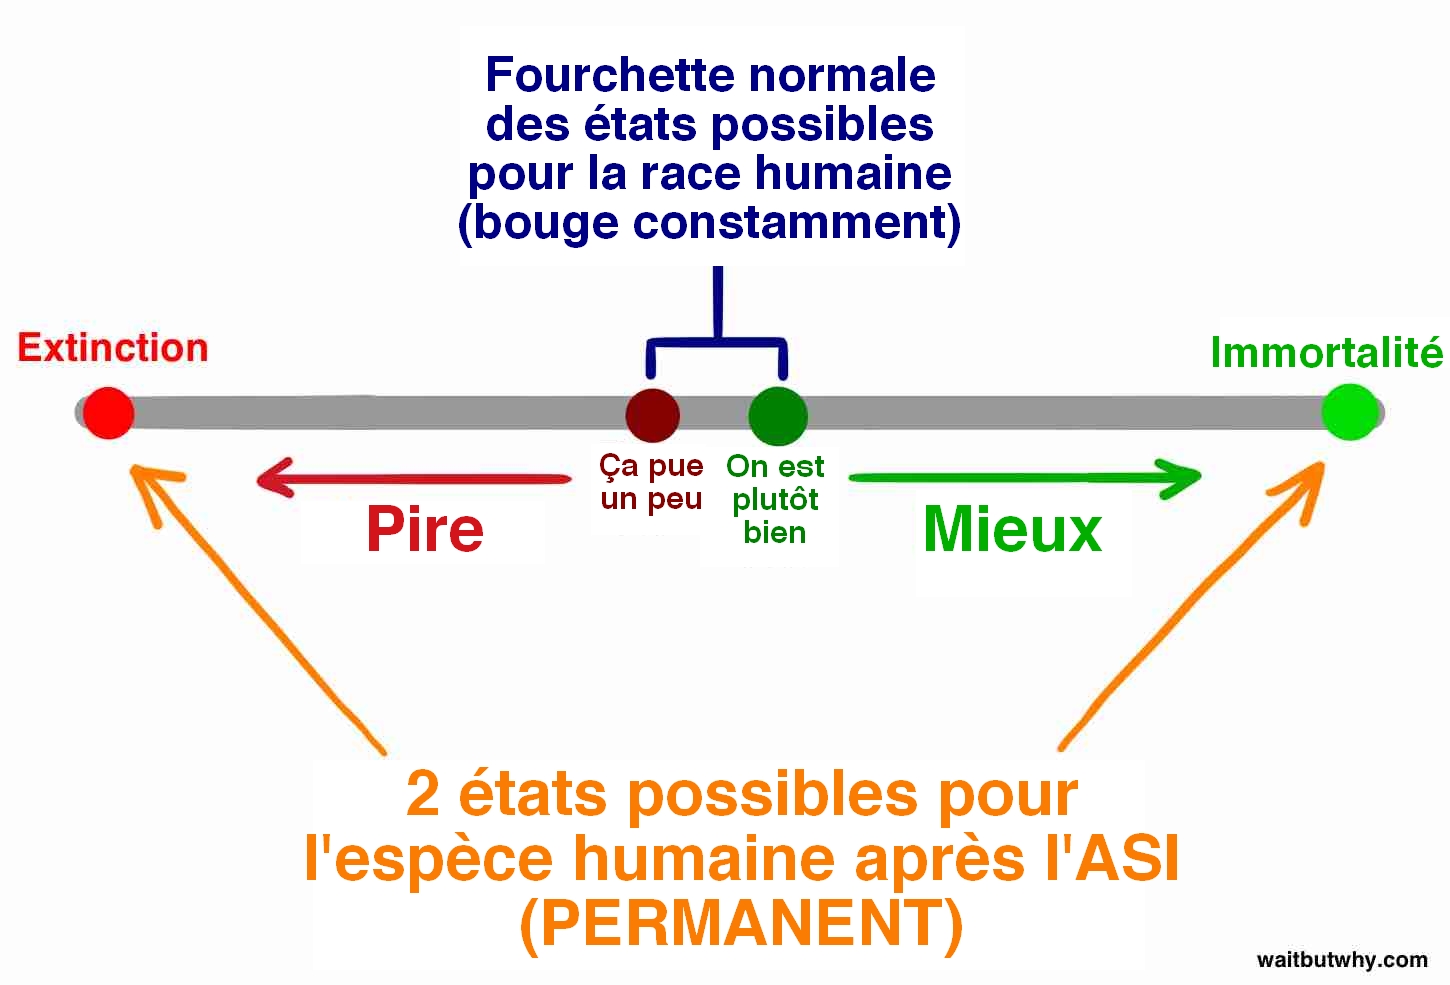 Fourchette normale
des états possibles
pour la race humaine
(bouge constamment)
Extinction
Immortalité
Ça pue
un peu
On est
plutôt
bien
Pire
Mieux
2 états possibles pour
l'espèce humaine après l'ASI
(PERMANENT)
waitbutwhy.com